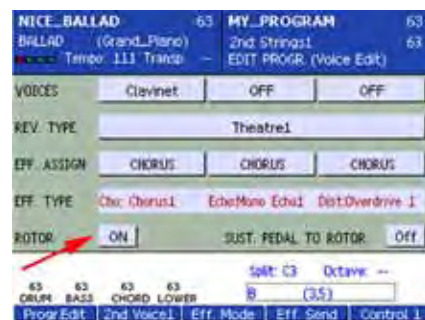 NICE_BALLAD 63 MY_PROGRAM 63
BALLAD (Grand_Piano) 2nd Strings1 63
Tempo: 111 Transp -- EDIT PROGR. (Voice Edit)
VOICES Clavinet OFF OFF
REV. TYPE Theatre1
EFF. ASSIGN CHORUS CHORUS CHORUS
EFF. TYPE Cho: Chorus1 Echo:Mono Echo1 Dist:Overdrive 1
ROTOR ON SUST. PEDAL TO ROTOR Off
Split: C3 Octave: --
63 63 63 63 B (35)
DRUM BASS CHORD LOWER
Progr.Edit 2nd Voice1 Eff. Mode Eff. Send Control 1